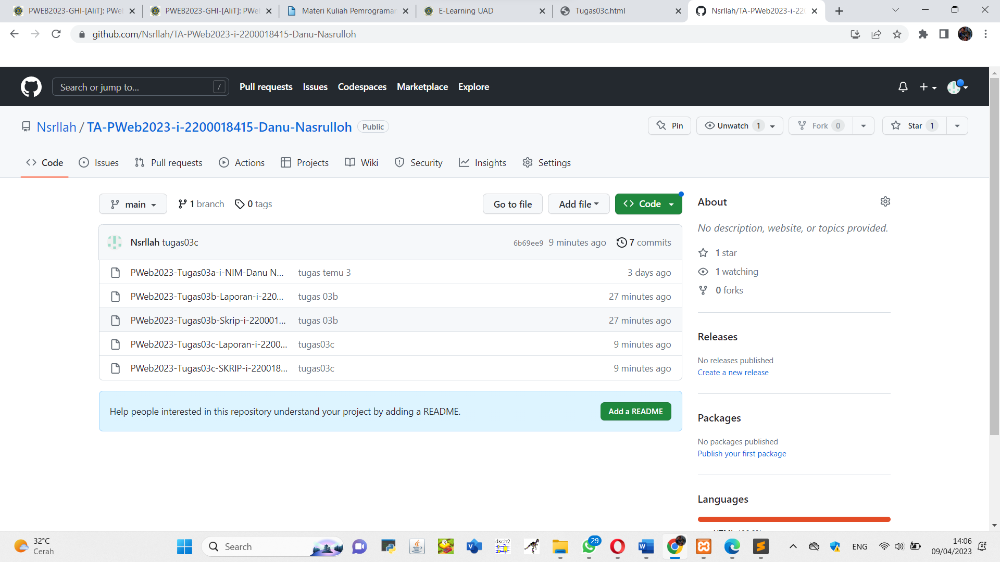 PWEB2023-GHI-[AliT]: PWel
PWEB2023-GHI-[AliT]: PWel
Materi Kuliah Pemrograman
E-Learning UAD
Tugas03c.html
Nsrllah/TA-PWeb2023-i-220
github.com/Nsrllah/TA-PWeb2023-i-2200018415-Danu-Nasrulloh
Search or jump to...
/
Pull requests
Issues
Codespaces
Marketplace
Explore
Nsrllah / TA-PWeb2023-i-2200018415-Danu-Nasrulloh
Public
Pin
Unwatch 1
Fork 0
Star 1
Code
Issues
Pull requests
Actions
Projects
Wiki
Security
Insights
Settings
main
1 branch
0 tags
Go to file
Add file
Code
Nsrllah tugas03c
6b69ee9 9 minutes ago
7 commits
PWeb2023-Tugas03a-i-NIM-Danu N... tugas temu 3 3 days ago
PWeb2023-Tugas03b-Laporan-i-220... tugas 03b 27 minutes ago
PWeb2023-Tugas03b-Skrip-i-220001... tugas 03b 27 minutes ago
PWeb2023-Tugas03c-Laporan-i-2200... tugas03c 9 minutes ago
PWeb2023-Tugas03c-SKRIP-i-220018... tugas03c 9 minutes ago
Help people interested in this repository understand your project by adding a README.
Add a README
About
No description, website, or topics provided.
1 star
1 watching
0 forks
Releases
No releases published
Create a new release
Packages
No packages published
Publish your first package
Languages
32°C
Cerah
Search
dsch2
29
ENG
14:06
09/04/2023